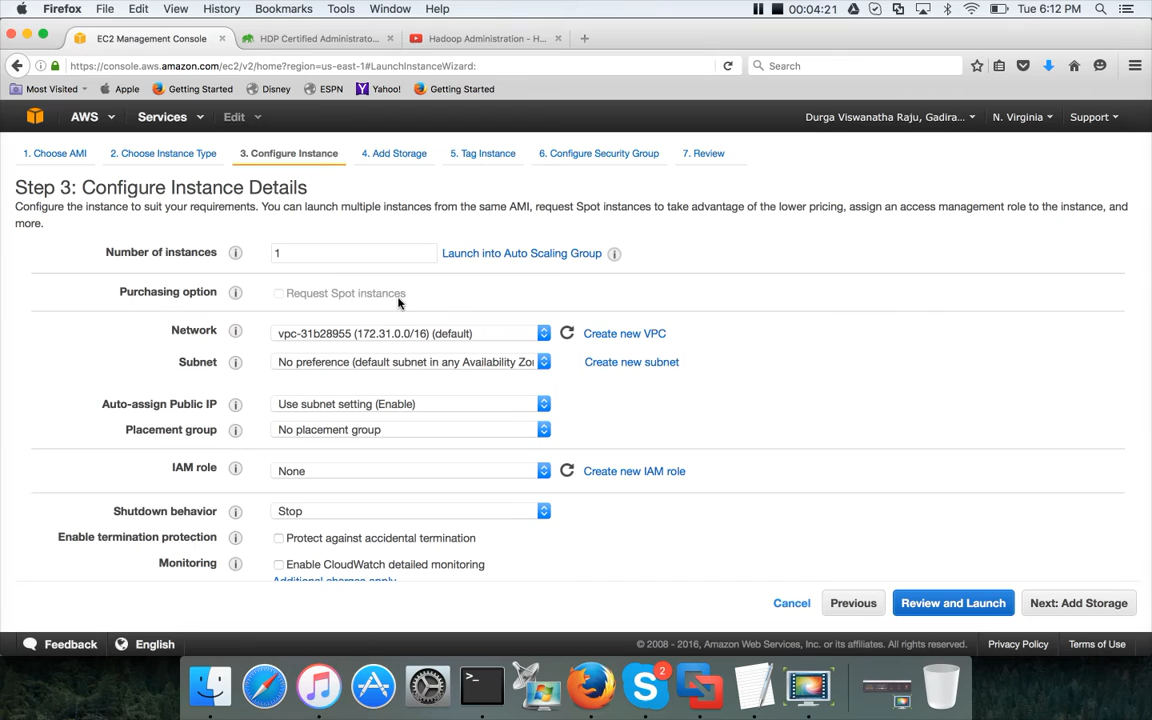 Firefox File Edit View History Bookmarks Tools Window Help 00:04:21 Tue 6:12 PM
EC2 Management Console HDP Certified Administrato... Hadoop Administration - H...
https://console.aws.amazon.com/ec2/v2/home?region=us-east-1#LaunchInstanceWizard: Search
Most Visited Apple Getting Started Disney ESPN Yahoo! Getting Started
AWS Services Edit Durga Viswanatha Raju, Gadira... N. Virginia Support
1. Choose AMI 2. Choose Instance Type 3. Configure Instance 4. Add Storage 5. Tag Instance 6. Configure Security Group 7. Review
Step 3: Configure Instance Details
Configure the instance to suit your requirements. You can launch multiple instances from the same AMI, request Spot instances to take advantage of the lower pricing, assign an access management role to the instance, and
more.
Number of instances 1 Launch into Auto Scaling Group
Purchasing option Request Spot instances
Network vpc-31b28955 (172.31.0.0/16) (default) Create new VPC
Subnet No preference (default subnet in any Availability Zo Create new subnet
Auto-assign Public IP Use subnet setting (Enable)
Placement group No placement group
IAM role None Create new IAM role
Shutdown behavior Stop
Enable termination protection Protect against accidental termination
Monitoring Enable CloudWatch detailed monitoring
Additional charges apply
Cancel Previous Review and Launch Next: Add Storage
Feedback English © 2008 - 2016, Amazon Web Services, Inc. or its affiliates. All rights reserved. Privacy Policy Terms of Use
>_ 2